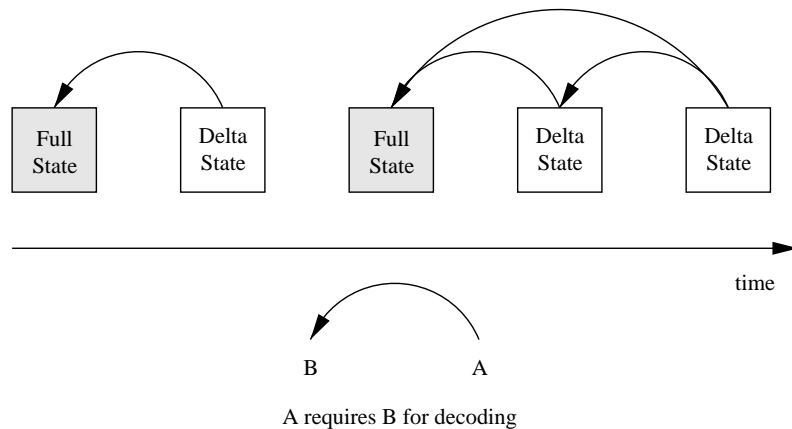 Full
State
Delta
State
Full
State
Delta
State
Delta
State
time
B A
A requires B for decoding